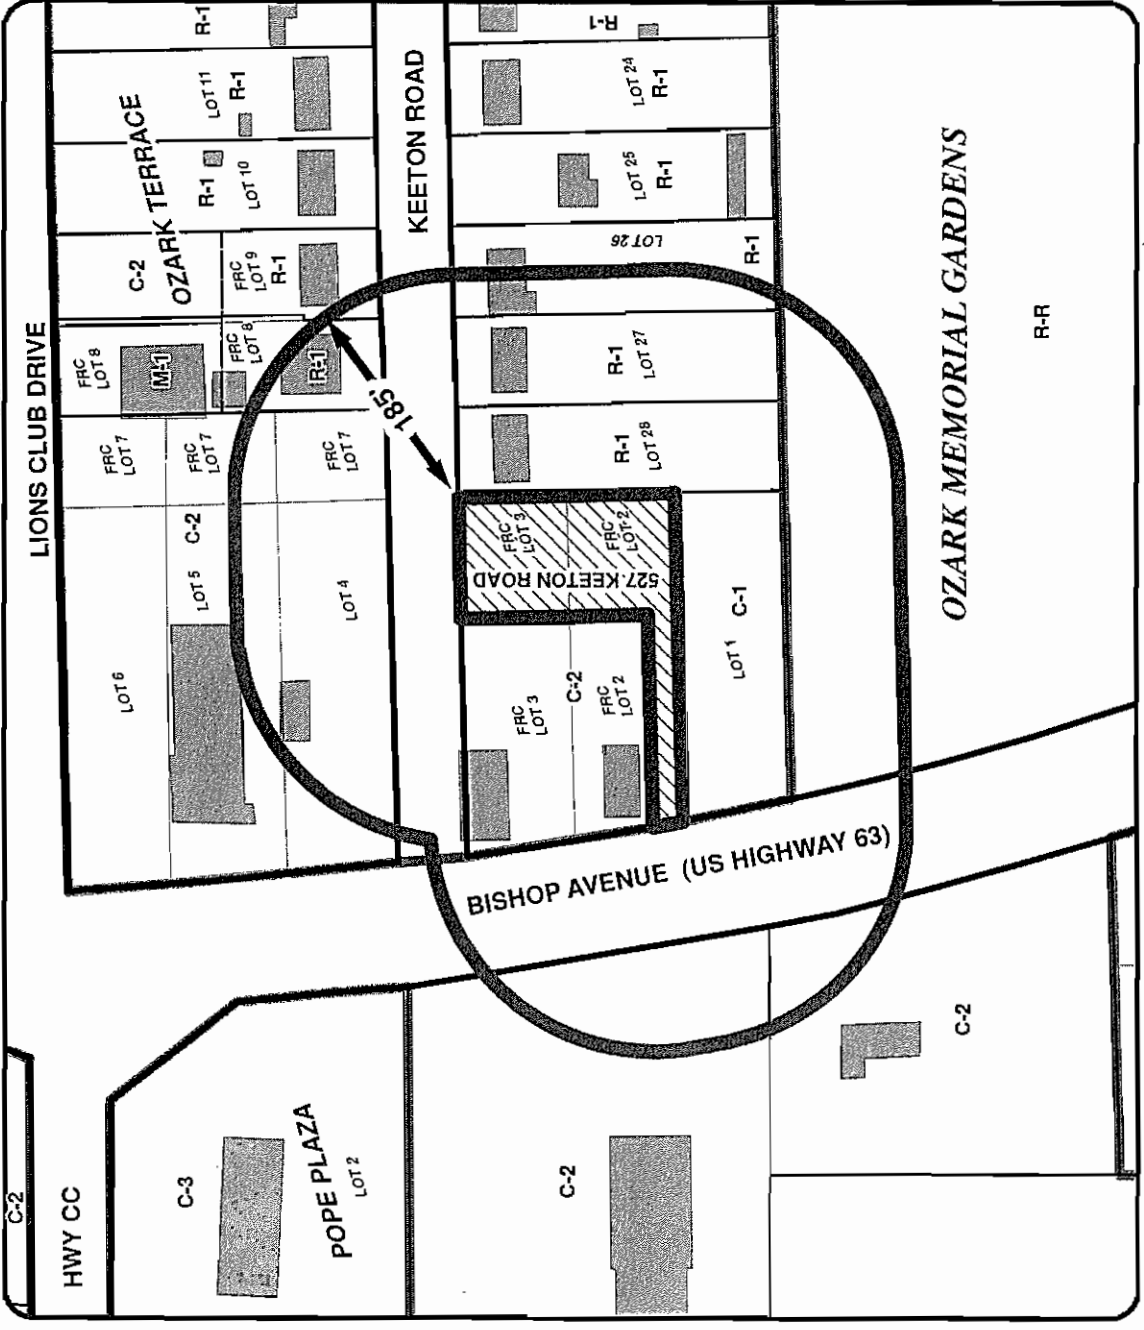 C-2
HWY CC
C-3
POPE PLAZA
LOT 2
C-2
C-2
LIONS CLUB DRIVE
LOT 6
LOT 5
C-2
LOT 4
FRC
LOT 7
FRC
LOT 7
FRC
LOT 7
FRC
LOT 8
M-1
FRC
LOT 8
R-1
C-2
OZARK TERRACE
FRC
LOT 9
R-1
R-1
LOT 10
LOT 11
R-1
R-1
KEETON ROAD
185'
BISHOP AVENUE (US HIGHWAY 63)
FRC
LOT 3
C-2
FRC
LOT 2
FRC
LOT 3
FRC
LOT 2
527 KEETON ROAD
LOT 1
C-1
R-1
LOT 28
R-1
LOT 27
LOT 26
R-1
LOT 25
R-1
LOT 24
R-1
R-1
OZARK MEMORIAL GARDENS
R-R